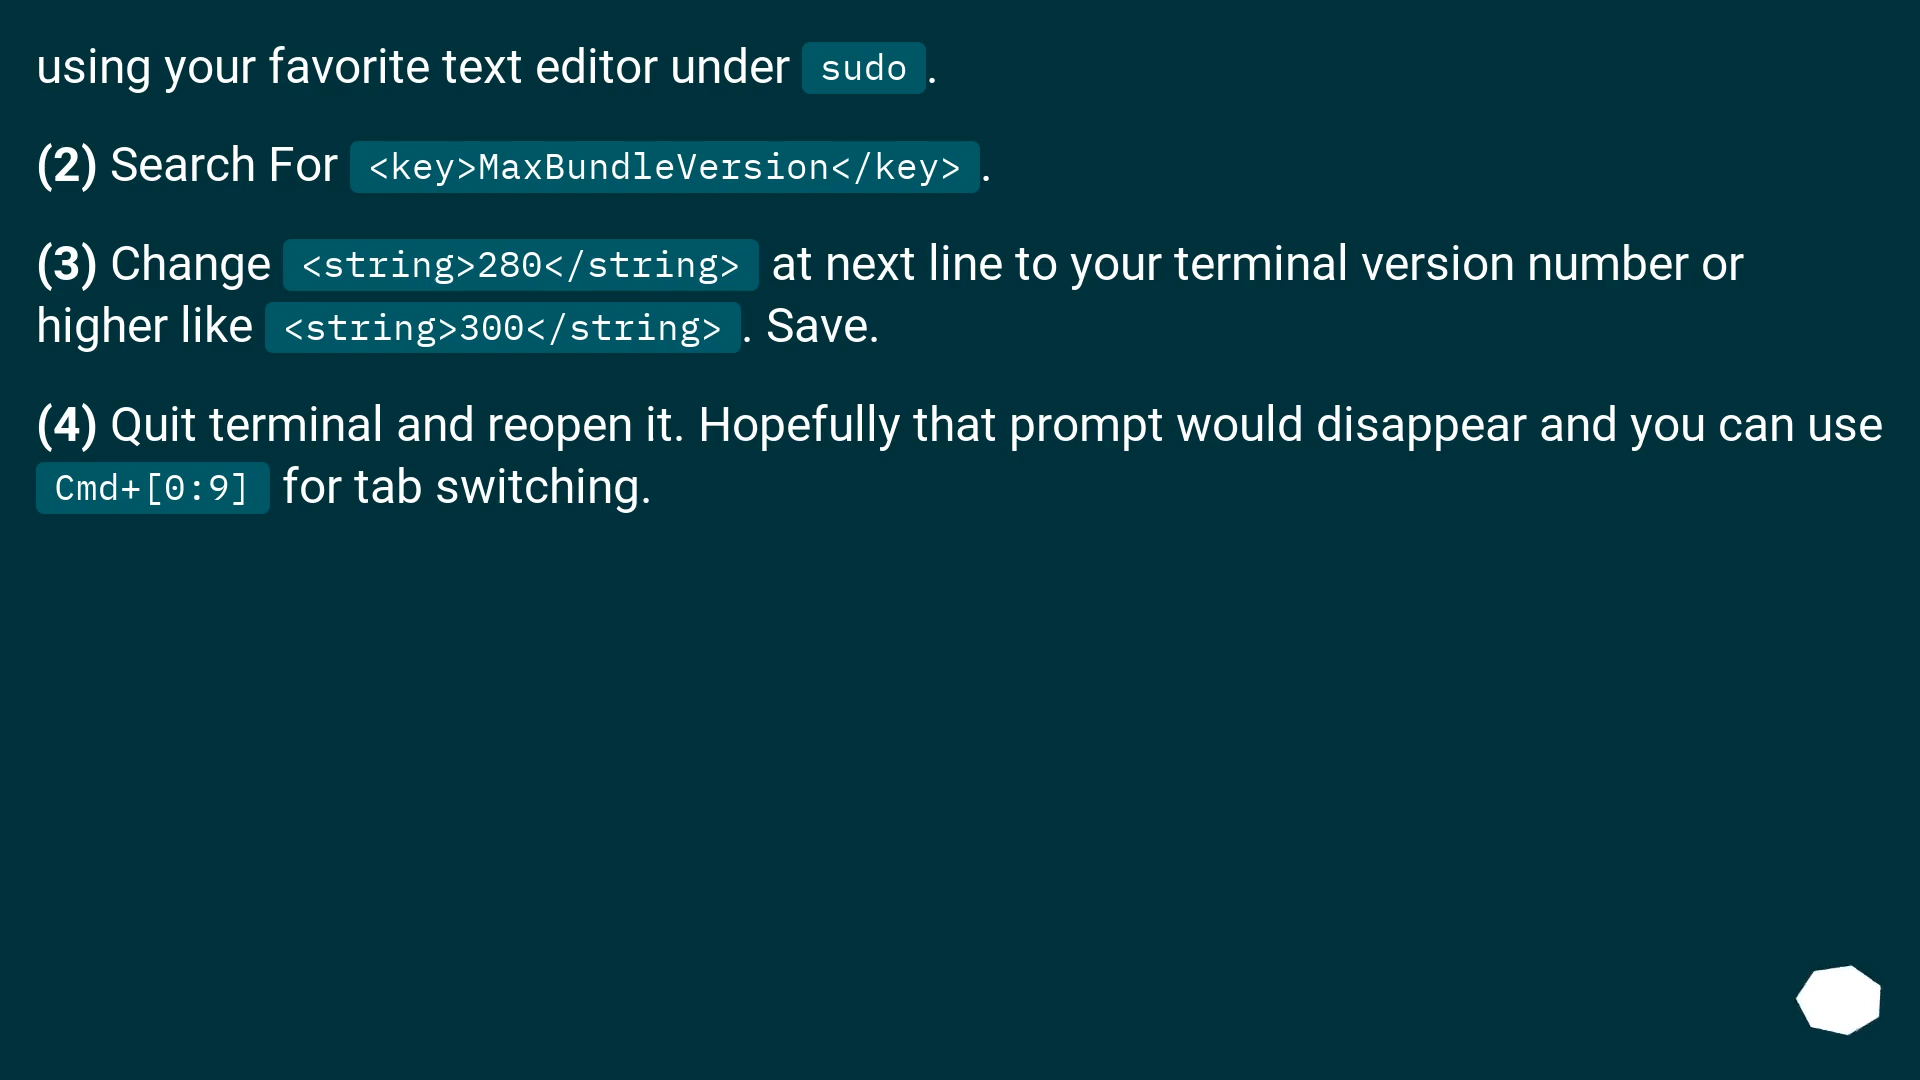 using your favorite text editor under sudo.
(2) Search For <key>MaxBundleVersion</key>.
(3) Change <string>280</string> at next line to your terminal version number or
higher like <string>300</string>. Save.
(4) Quit terminal and reopen it. Hopefully that prompt would disappear and you can use
Cmd+[0:9] for tab switching.